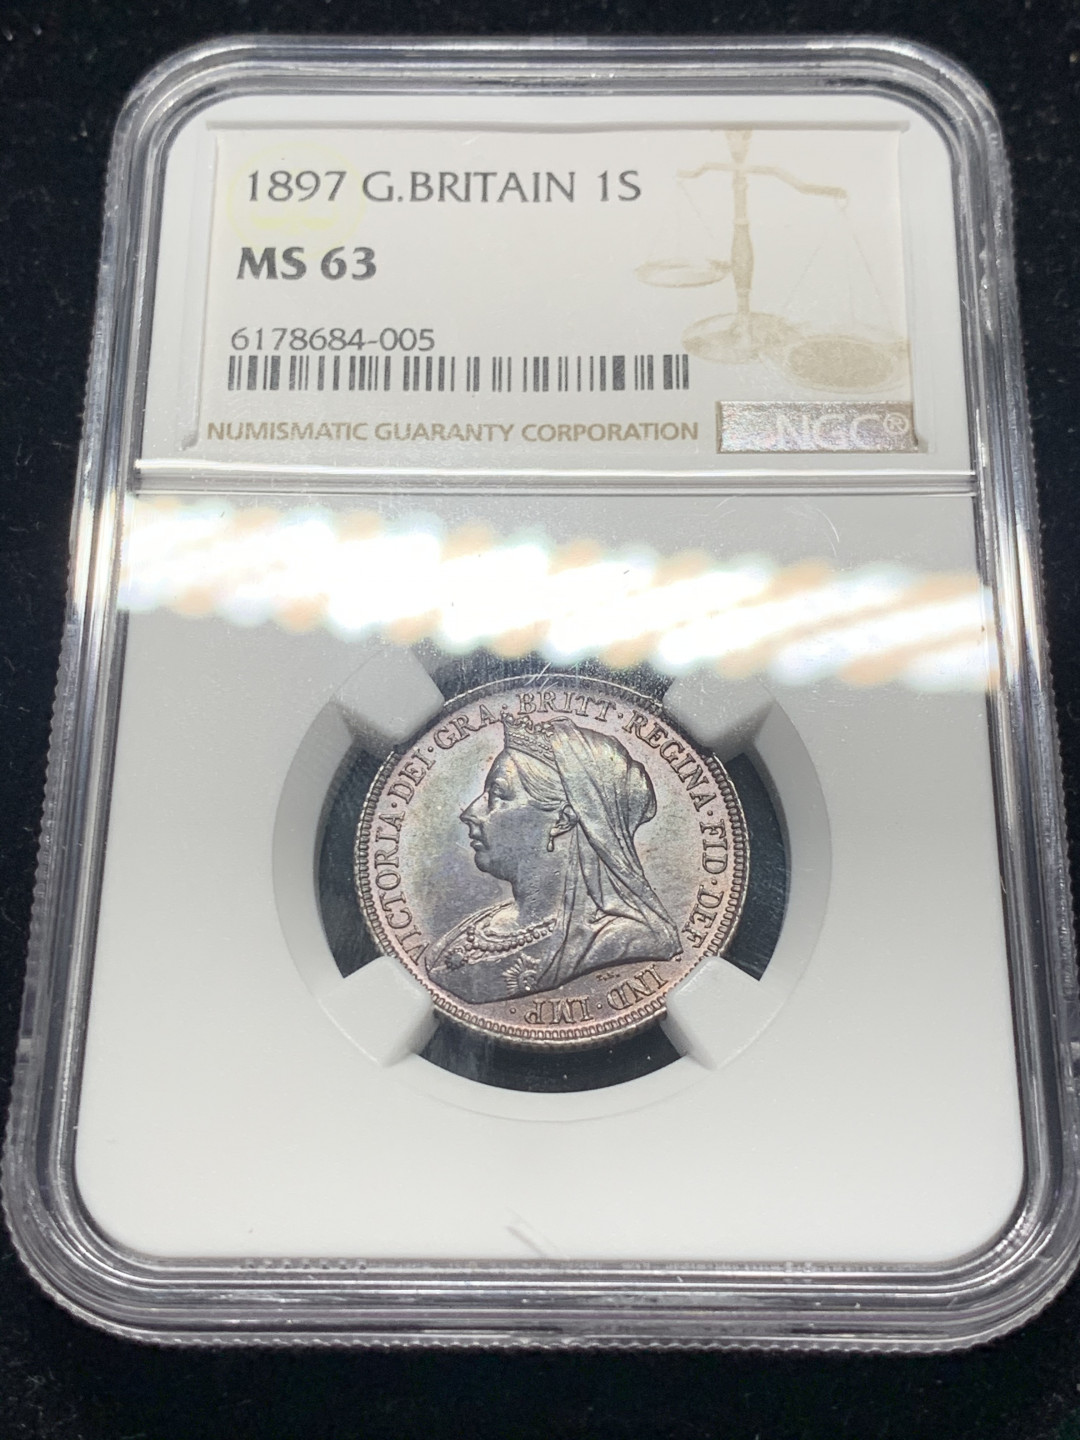 1897 G.BRITAIN 1S
MS 63
6178684-005
NUMISMATIC GUARANTY CORPORATION
NGC®
VICTORIA·DEI·GRA·BRITT·REGINA·FID·DEF·IND·IMP·
T.B.